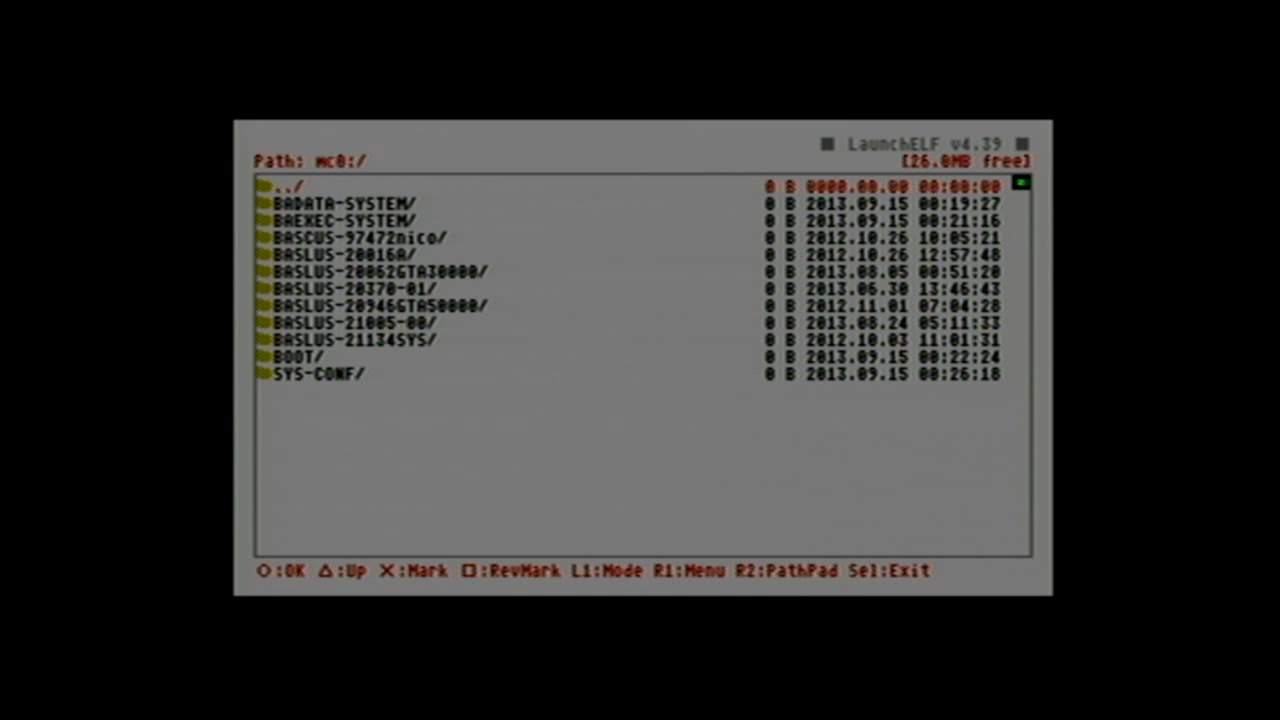 ■ LaunchELF v4.39 ■
Path: mc0:/ [26.0MB free]
../ 0 B 0000.00.00 00:00:00
BADATA-SYSTEM/ 0 B 2013.09.15 00:19:27
BAEXEC-SYSTEM/ 0 B 2013.09.15 00:21:16
BASCUS-97472nico/ 0 B 2012.10.26 10:05:21
BASLUS-20016A/ 0 B 2012.10.26 12:57:48
BASLUS-20062GTA30000/ 0 B 2013.08.05 00:51:20
BASLUS-20370-01/ 0 B 2013.06.30 13:46:43
BASLUS-20946GTAS0000/ 0 B 2012.11.01 07:04:28
BASLUS-21005-00/ 0 B 2013.08.24 05:11:33
BASLUS-21134SYS/ 0 B 2012.10.03 11:01:31
BOOT/ 0 B 2013.09.15 00:22:24
SYS-CONF/ 0 B 2013.09.15 00:26:18
○:OK △:Up ✕:Mark □:RevMark L1:Mode R1:Menu R2:PathPad Sel:Exit